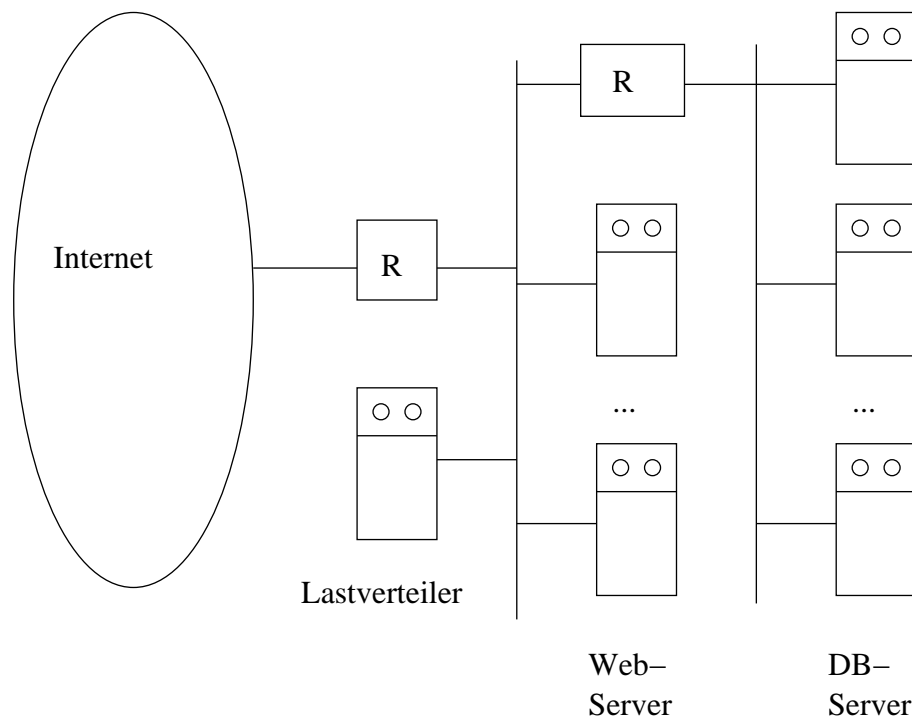 R
Internet
R
...
...
Lastverteiler
Web–
Server
DB–
Server